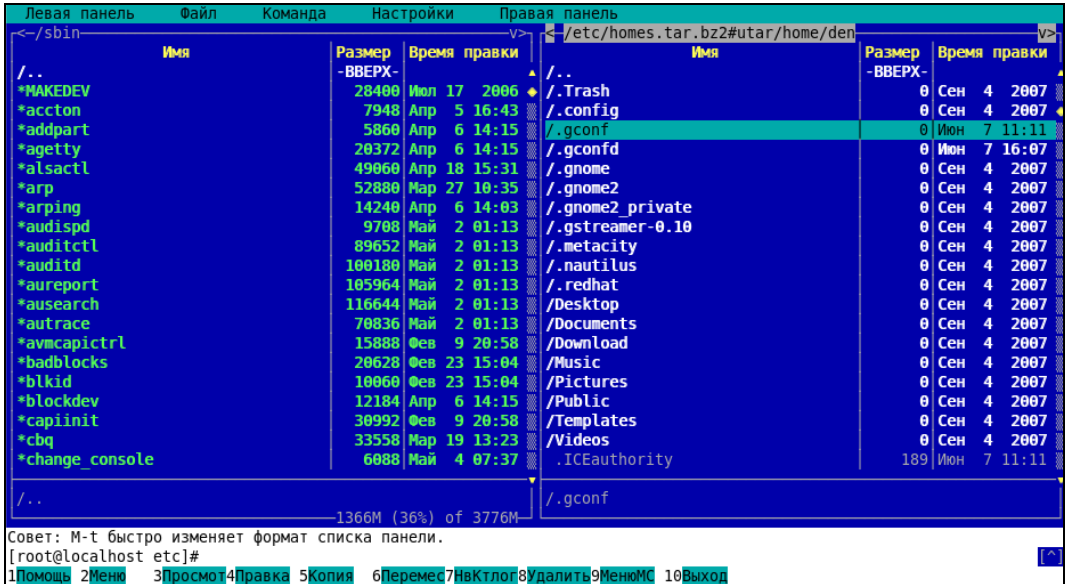 Левая панель Файл Команда Настройки Правая панель
<-/sbin v> < /etc/homes.tar.bz2#utar/home/den v>
Имя Размер Время правки Имя Размер Время правки
/.. -ВВЕРХ- /.. -ВВЕРХ-
*MAKEDEV 28400 Июл 17 2006 /.Trash 0 Сен 4 2007
*accton 7948 Апр 5 16:43 /.config 0 Сен 4 2007
*addpart 5860 Апр 6 14:15 /.gconf 0 Июн 7 11:11
*agetty 20372 Апр 6 14:15 /.gconfd 0 Июн 7 16:07
*alsactl 49060 Апр 18 15:31 /.gnome 0 Сен 4 2007
*arp 52880 Мар 27 10:35 /.gnome2 0 Сен 4 2007
*arping 14240 Апр 6 14:03 /.gnome2_private 0 Сен 4 2007
*audispd 9708 Май 2 01:13 /.gstreamer-0.10 0 Сен 4 2007
*auditctl 89652 Май 2 01:13 /.metacity 0 Сен 4 2007
*auditd 100180 Май 2 01:13 /.nautilus 0 Сен 4 2007
*aureport 105964 Май 2 01:13 /.redhat 0 Сен 4 2007
*ausearch 116644 Май 2 01:13 /Desktop 0 Сен 4 2007
*autrace 70836 Май 2 01:13 /Documents 0 Сен 4 2007
*avmcapictrl 15888 Фев 9 20:58 /Download 0 Сен 4 2007
*badblocks 20628 Фев 23 15:04 /Music 0 Сен 4 2007
*blkid 10060 Фев 23 15:04 /Pictures 0 Сен 4 2007
*blockdev 12184 Апр 6 14:15 /Public 0 Сен 4 2007
*capiinit 30992 Фев 9 20:58 /Templates 0 Сен 4 2007
*cbq 33558 Мар 19 13:23 /Videos 0 Сен 4 2007
*change_console 6088 Май 4 07:37 .ICEauthority 189 Июн 7 11:11
/.. /.gconf
1366M (36%) of 3776M
Совет: M-t быстро изменяет формат списка панели.
[root@localhost etc]# [^]
1Помощь 2Меню 3Просмот4Правка 5Копия 6Перемес7НвКтлог8Удалить9МенюMC 10Выход